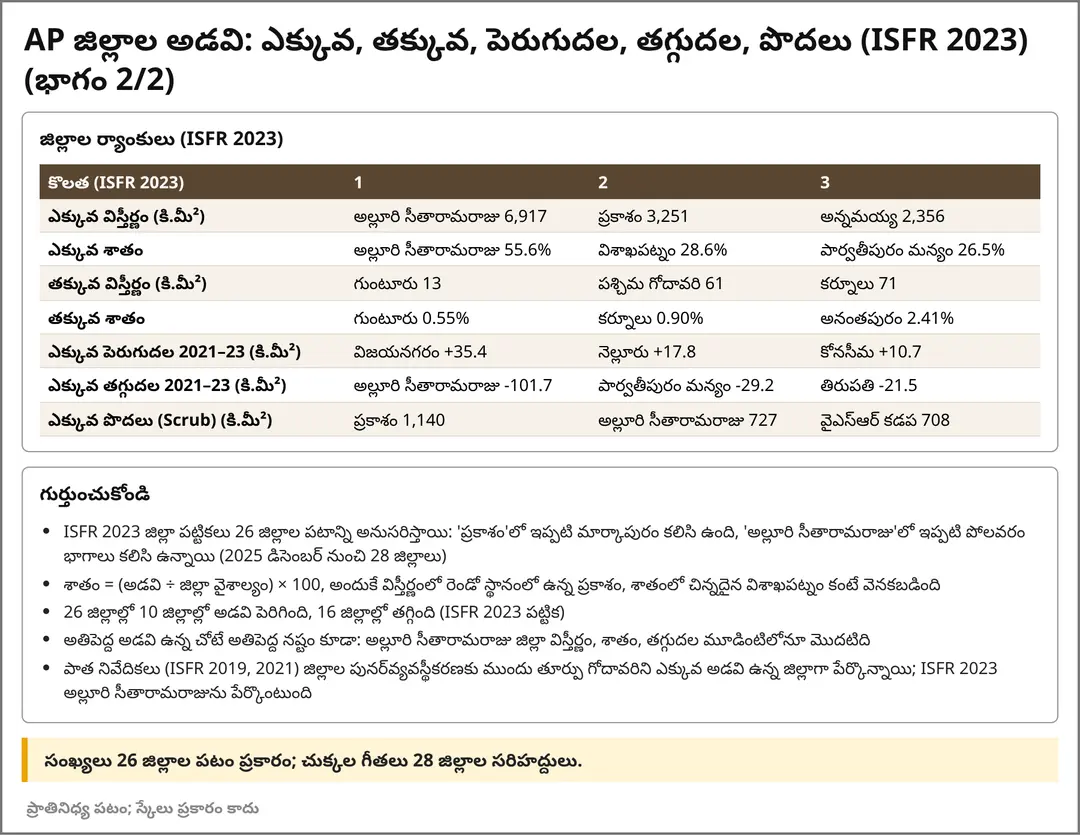 AP జిల్లాల అడవి: ఎక్కువ, తక్కువ, పెరుగుదల, తగ్గుదల, పొదలు (ISFR 2023)
(భాగం 2/2)
జిల్లాల ర్యాంకులు (ISFR 2023)
కొలత (ISFR 2023) 1 2 3
ఎక్కువ విస్తీర్ణం (కి.మీ²) అల్లూరి సీతారామరాజు 6,917 ప్రకాశం 3,251 అన్నమయ్య 2,356
ఎక్కువ శాతం అల్లూరి సీతారామరాజు 55.6% విశాఖపట్నం 28.6% పార్వతీపురం మన్యం 26.5%
తక్కువ విస్తీర్ణం (కి.మీ²) గుంటూరు 13 పశ్చిమ గోదావరి 61 కర్నూలు 71
తక్కువ శాతం గుంటూరు 0.55% కర్నూలు 0.90% అనంతపురం 2.41%
ఎక్కువ పెరుగుదల 2021–23 (కి.మీ²) విజయనగరం +35.4 నెల్లూరు +17.8 కోనసీమ +10.7
ఎక్కువ తగ్గుదల 2021–23 (కి.మీ²) అల్లూరి సీతారామరాజు -101.7 పార్వతీపురం మన్యం -29.2 తిరుపతి -21.5
ఎక్కువ పొదలు (Scrub) (కి.మీ²) ప్రకాశం 1,140 అల్లూరి సీతారామరాజు 727 వైఎస్ఆర్ కడప 708
గుర్తుంచుకోండి
• ISFR 2023 జిల్లా పట్టికలు 26 జిల్లాల పటాన్ని అనుసరిస్తాయి: 'ప్రకాశం'లో ఇప్పటి మార్కాపురం కలిసి ఉంది, 'అల్లూరి సీతారామరాజు'లో ఇప్పటి పోలవరం
భాగాలు కలిసి ఉన్నాయి (2025 డిసెంబర్ నుంచి 28 జిల్లాలు)
• శాతం = (అడవి ÷ జిల్లా వైశాల్యం) × 100, అందుకే విస్తీర్ణంలో రెండో స్థానంలో ఉన్న ప్రకాశం, శాతంలో చిన్నదైన విశాఖపట్నం కంటే వెనకబడింది
• 26 జిల్లాల్లో 10 జిల్లాల్లో అడవి పెరిగింది, 16 జిల్లాల్లో తగ్గింది (ISFR 2023 పట్టిక)
• అతిపెద్ద అడవి ఉన్న చోటే అతిపెద్ద నష్టం కూడా: అల్లూరి సీతారామరాజు జిల్లా విస్తీర్ణం, శాతం, తగ్గుదల మూడింటిలోనూ మొదటిది
• పాత నివేదికలు (ISFR 2019, 2021) జిల్లాల పునర్‌వ్యవస్థీకరణకు ముందు తూర్పు గోదావరిని ఎక్కువ అడవి ఉన్న జిల్లాగా పేర్కొన్నాయి; ISFR 2023
అల్లూరి సీతారామరాజును పేర్కొంటుంది
సంఖ్యలు 26 జిల్లాల పటం ప్రకారం; చుక్కల గీతలు 28 జిల్లాల సరిహద్దులు.
ప్రాతినిధ్య పటం; స్కేలు ప్రకారం కాదు